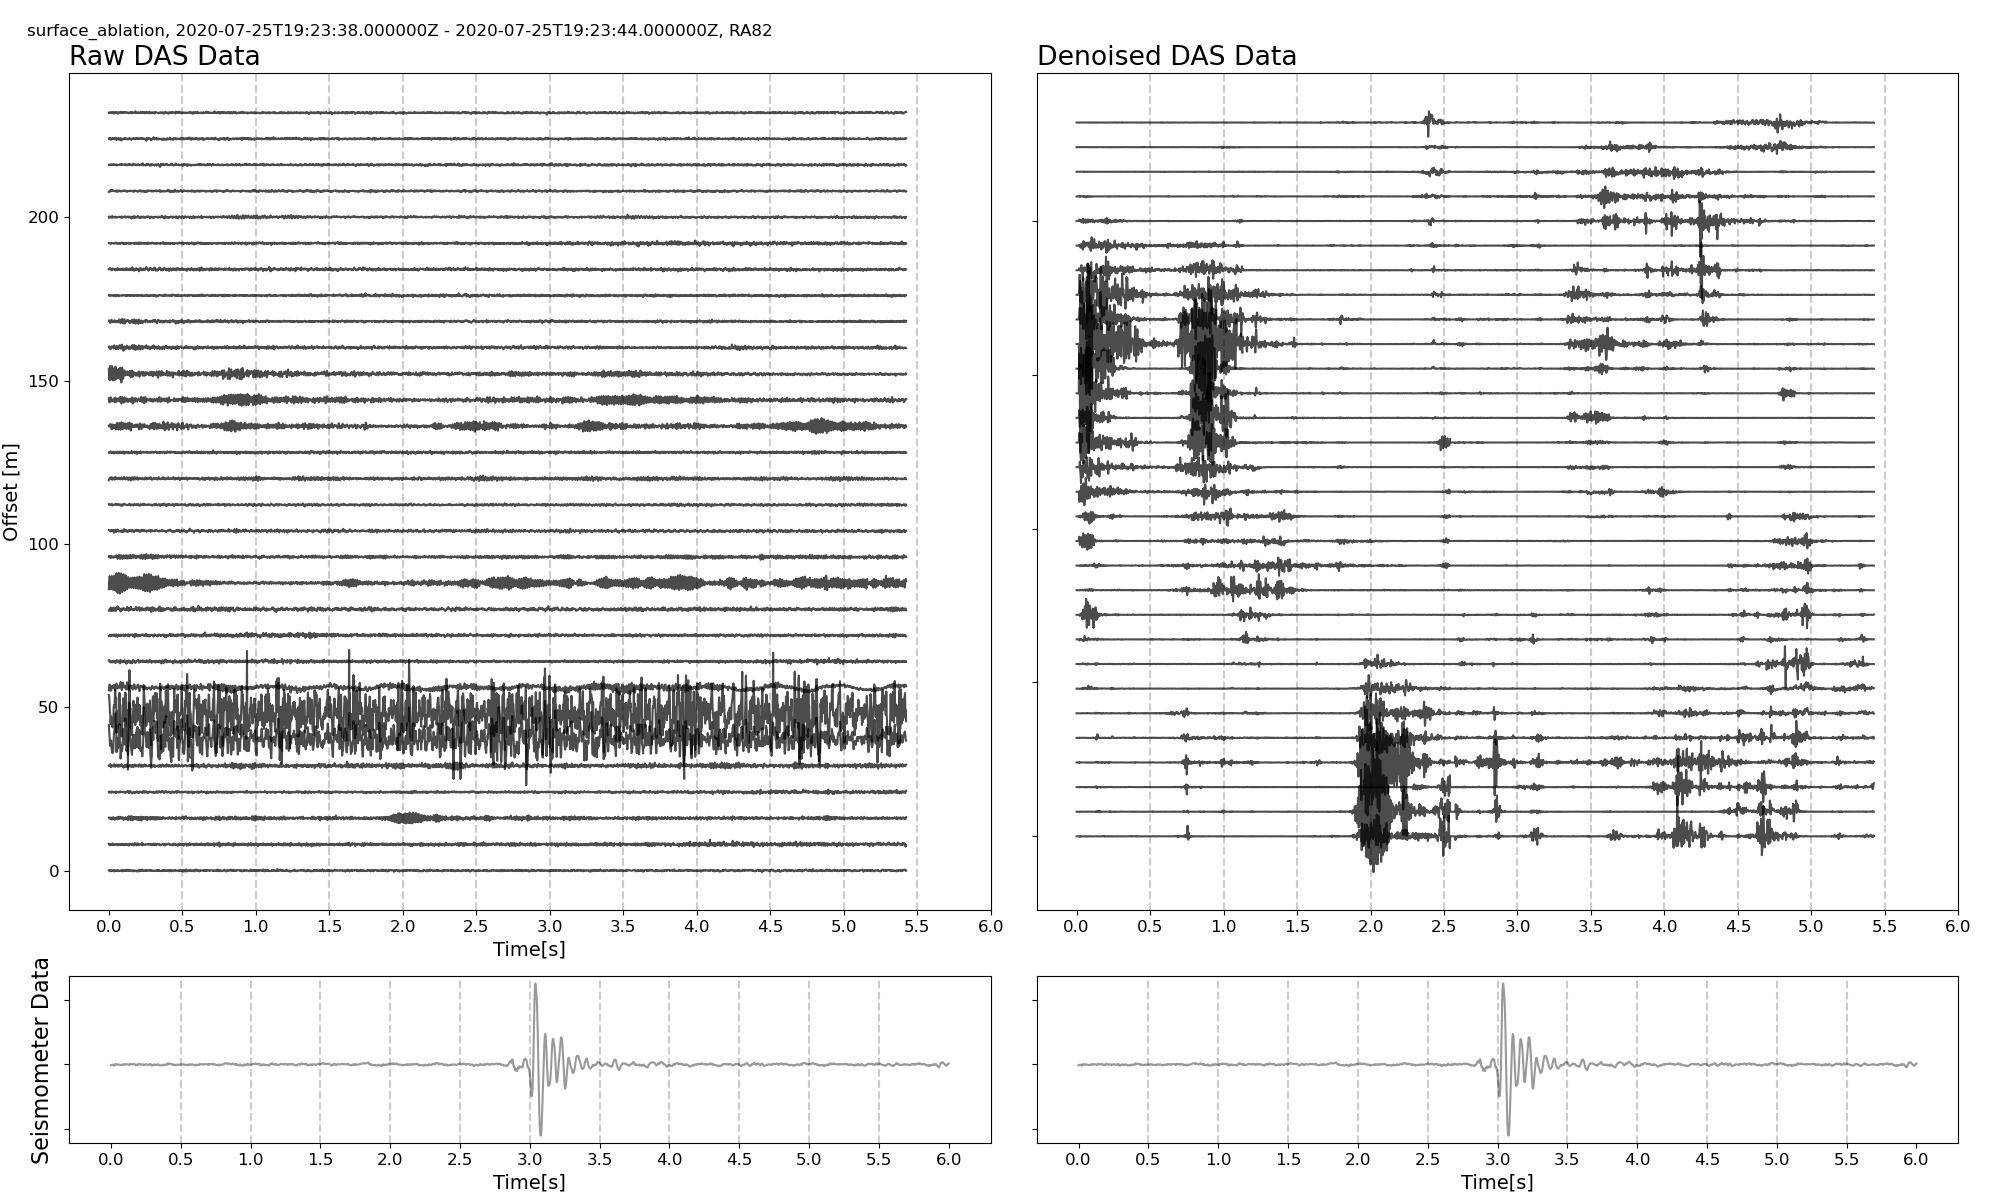 surface_ablation, 2020-07-25T19:23:38.000000Z - 2020-07-25T19:23:44.000000Z, RA82
Raw DAS Data
Denoised DAS Data
Offset [m]
200
150
100
50
0
0.0 0.5 1.0 1.5 2.0 2.5 3.0 3.5 4.0 4.5 5.0 5.5 6.0
Time[s]
0.0 0.5 1.0 1.5 2.0 2.5 3.0 3.5 4.0 4.5 5.0 5.5 6.0
Seismometer Data
0.0 0.5 1.0 1.5 2.0 2.5 3.0 3.5 4.0 4.5 5.0 5.5 6.0
Time[s]
0.0 0.5 1.0 1.5 2.0 2.5 3.0 3.5 4.0 4.5 5.0 5.5 6.0
Time[s]